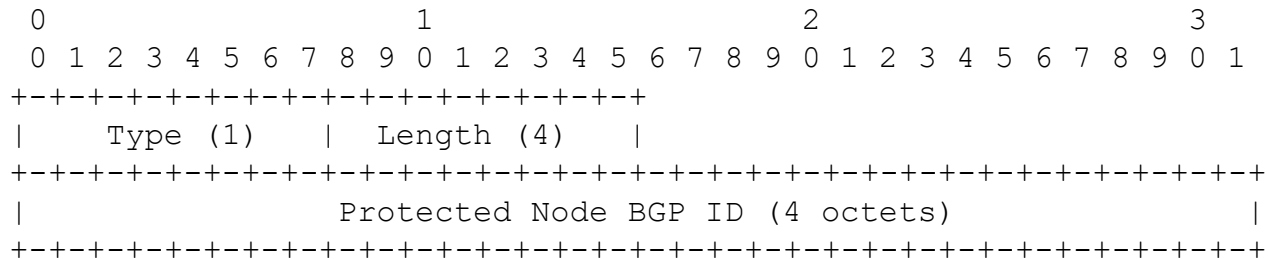 0                   1                   2                   3
 0 1 2 3 4 5 6 7 8 9 0 1 2 3 4 5 6 7 8 9 0 1 2 3 4 5 6 7 8 9 0 1
+-+-+-+-+-+-+-+-+-+-+-+-+-+-+-+-+
|    Type (1)   |  Length (4)   |
+-+-+-+-+-+-+-+-+-+-+-+-+-+-+-+-+-+-+-+-+-+-+-+-+-+-+-+-+-+-+-+-+
|                Protected Node BGP ID (4 octets)               |
+-+-+-+-+-+-+-+-+-+-+-+-+-+-+-+-+-+-+-+-+-+-+-+-+-+-+-+-+-+-+-+-+